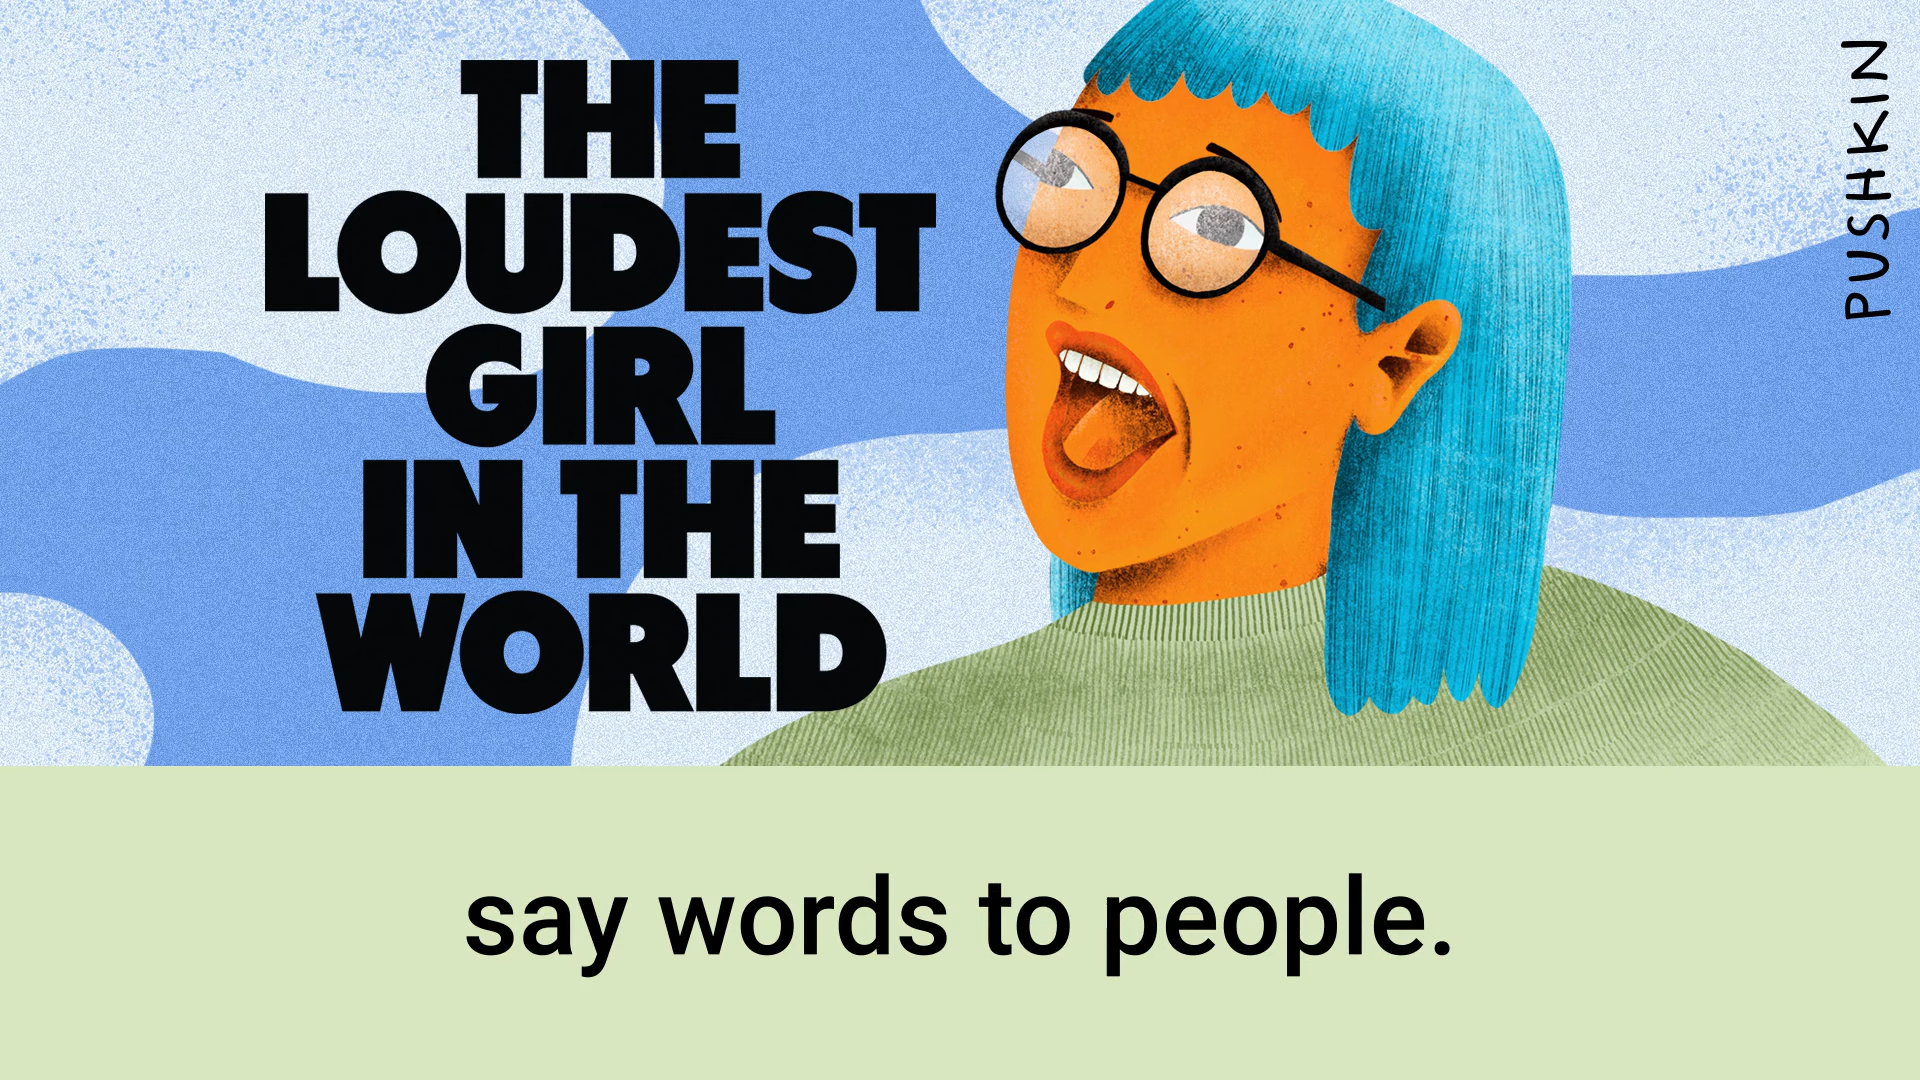 THE
LOUDEST
GIRL
IN THE
WORLD
PUSHKIN
say words to people.